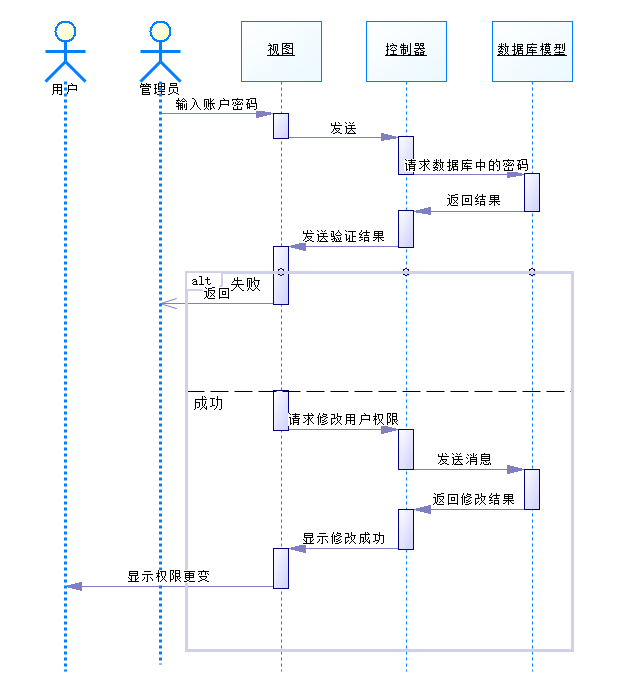 视图
控制器
数据库模型
用户
管理员
输入账户密码
发送
请求数据库中的密码
返回结果
发送验证结果
alt
失败
返回
成功
请求修改用户权限
发送消息
返回修改结果
显示修改成功
显示权限更变